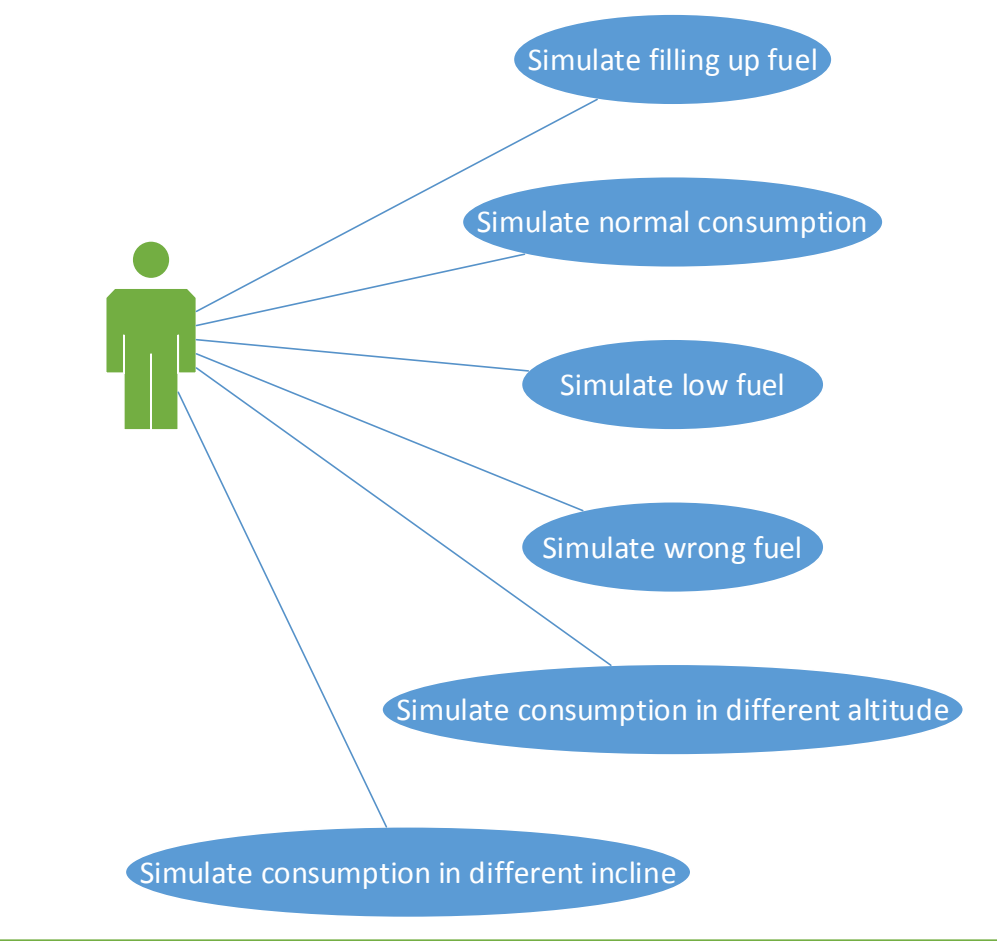 Simulate filling up fuel
Simulate normal consumption
Simulate low fuel
Simulate wrong fuel
Simulate consumption in different altitude
Simulate consumption in different incline